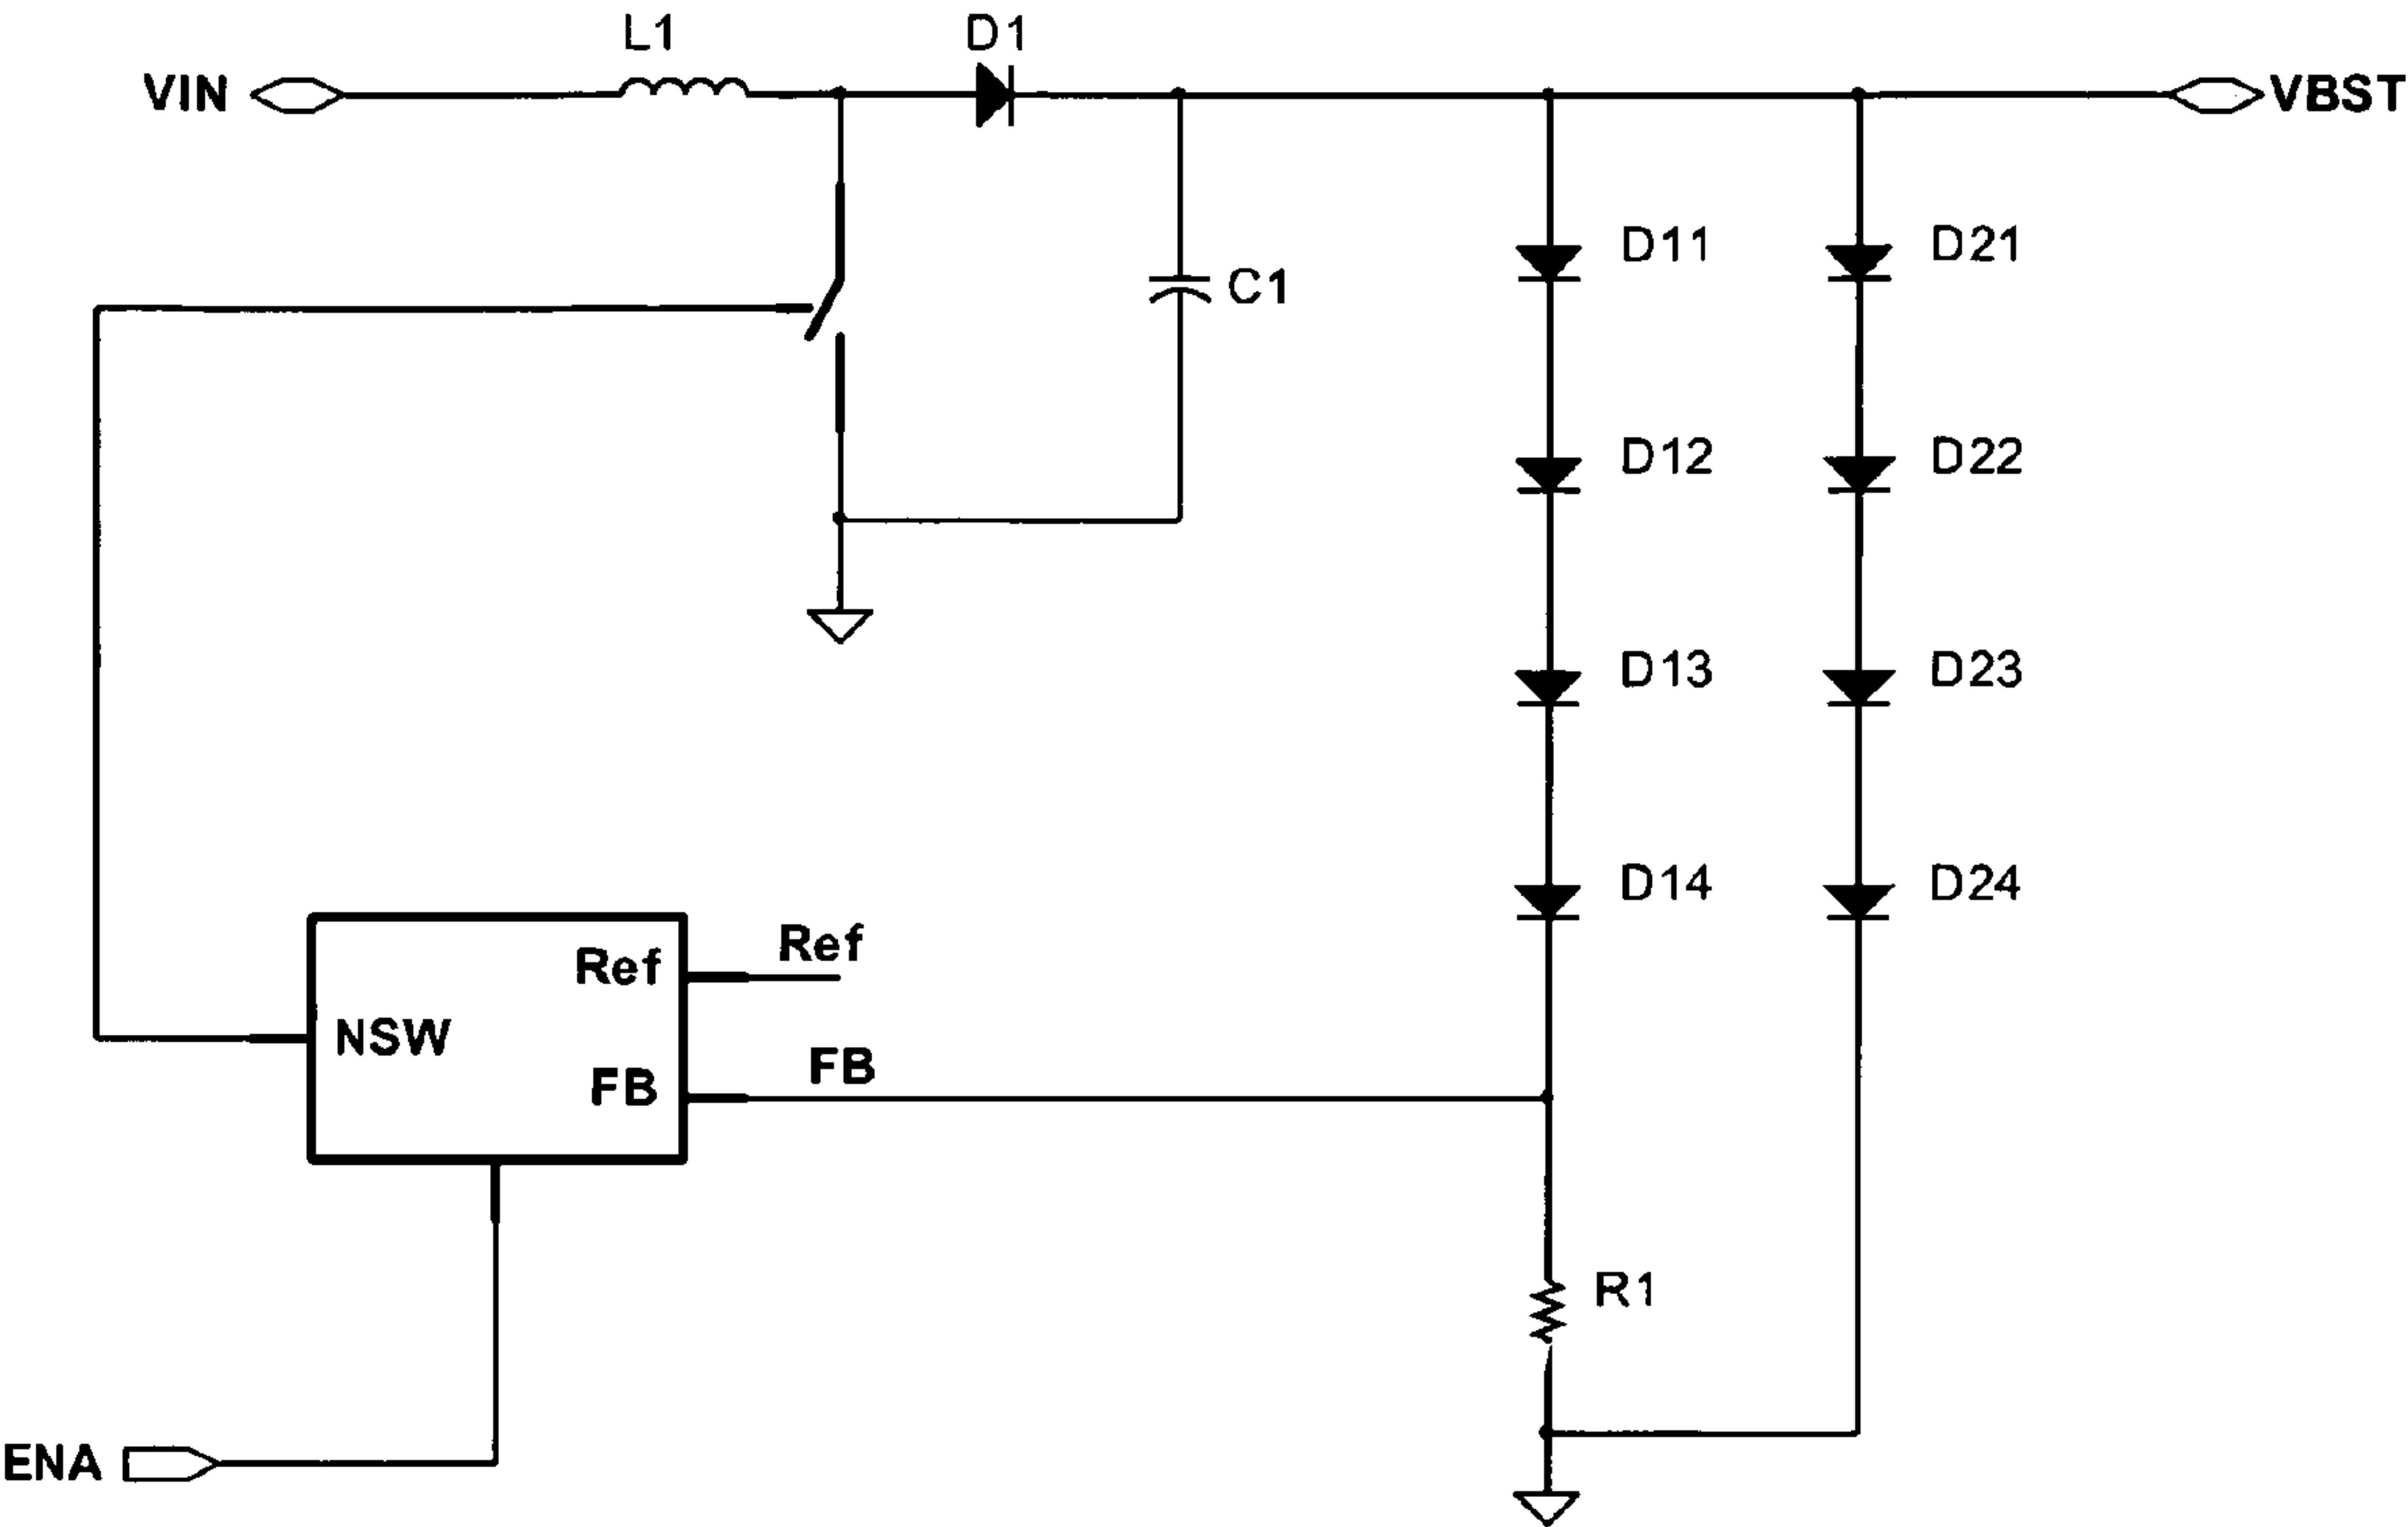 L1
D1
VIN
VBST
D11
D21
C1
D12
D22
D13
D23
D14
D24
Ref
Ref
NSW
FB
FB
R1
ENA